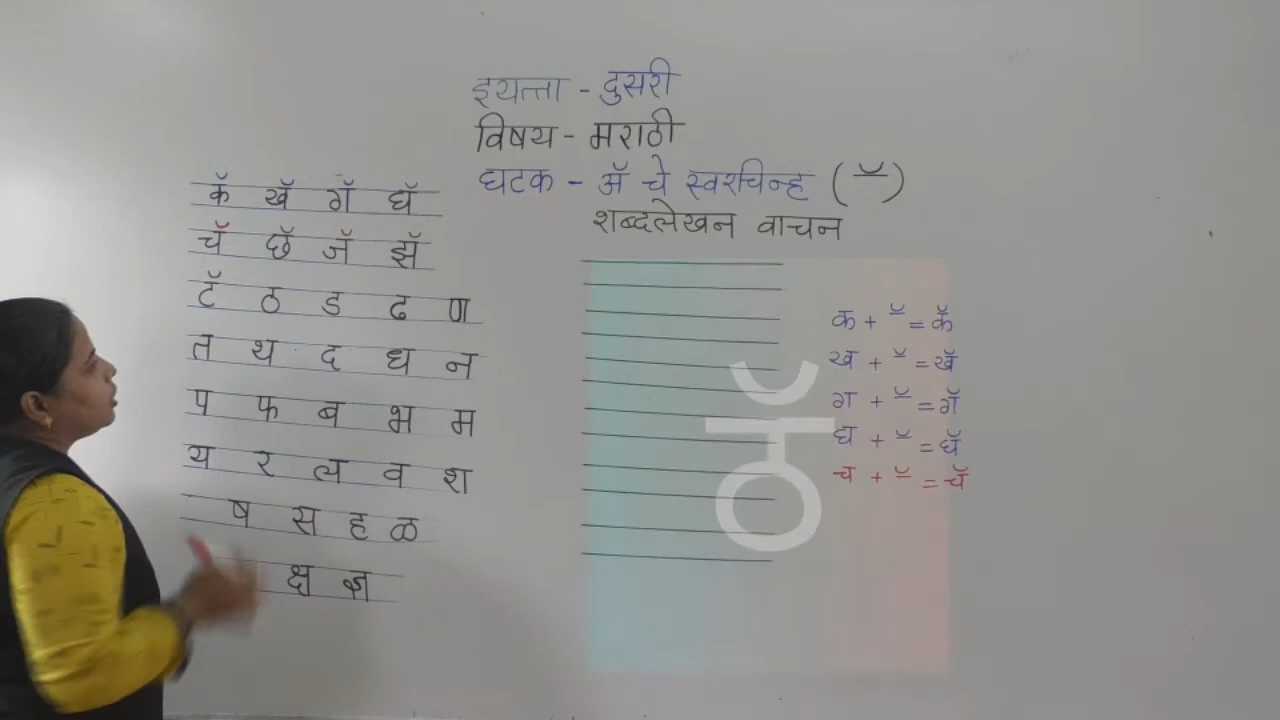 इयत्ता - दुसरी
विषय - मराठी
घटक - ॲ चे स्वरचिन्ह ( ॅ )
शब्दलेखन वाचन
कॅ खॅ गॅ घॅ
चॅ छॅ जॅ झॅ
टॅ ठ ड ढ ण
त थ द ध न
प फ ब भ म
य र ल व श
ष स ह ळ
क्ष ज्ञ
क + ॅ = कॅ
ख + ॅ = खॅ
ग + ॅ = गॅ
घ + ॅ = घॅ
च + ॅ = चॅ